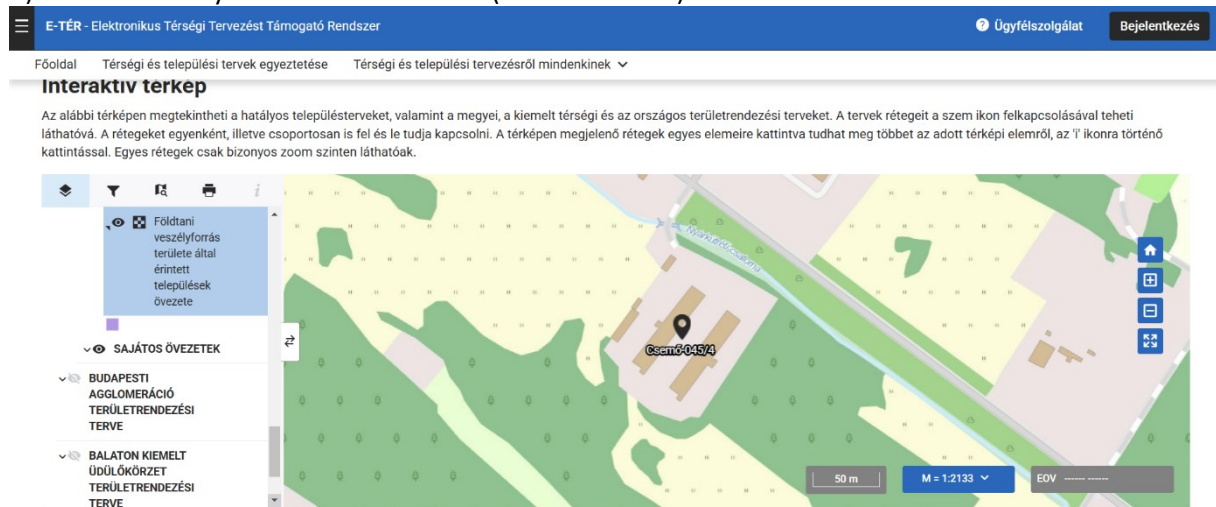 E-TÉR - Elektronikus Térségi Tervezést Támogató Rendszer
Ügyfélszolgálat
Bejelentkezés
Főoldal
Térségi és települési tervek egyeztetése
Térségi és települési tervezésről mindenkinek
Interaktív térkép
Az alábbi térképen megtekintheti a hatályos településterveket, valamint a megyei, a kiemelt térségi és az országos területrendezési terveket. A tervek rétegeit a szem ikon felkapcsolásával teheti
láthatóvá. A rétegeket egyenként, illetve csoportosan is fel és le tudja kapcsolni. A térképen megjelenő rétegek egyes elemeire kattintva tudhat meg többet az adott térképi elemről, az 'i' ikonra történő
kattintással. Egyes rétegek csak bizonyos zoom szinten láthatóak.
Földtani
veszélyforrás
területe által
érintett
települések
övezete
SAJÁTOS ÖVEZETEK
BUDAPESTI
AGGLOMERÁCIÓ
TERÜLETRENDEZÉSI
TERVE
BALATON KIEMELT
ÜDÜLŐKÖRZET
TERÜLETRENDEZÉSI
TERVE
Csemő-045/4
50 m
M = 1:2133
EOV ------ ------